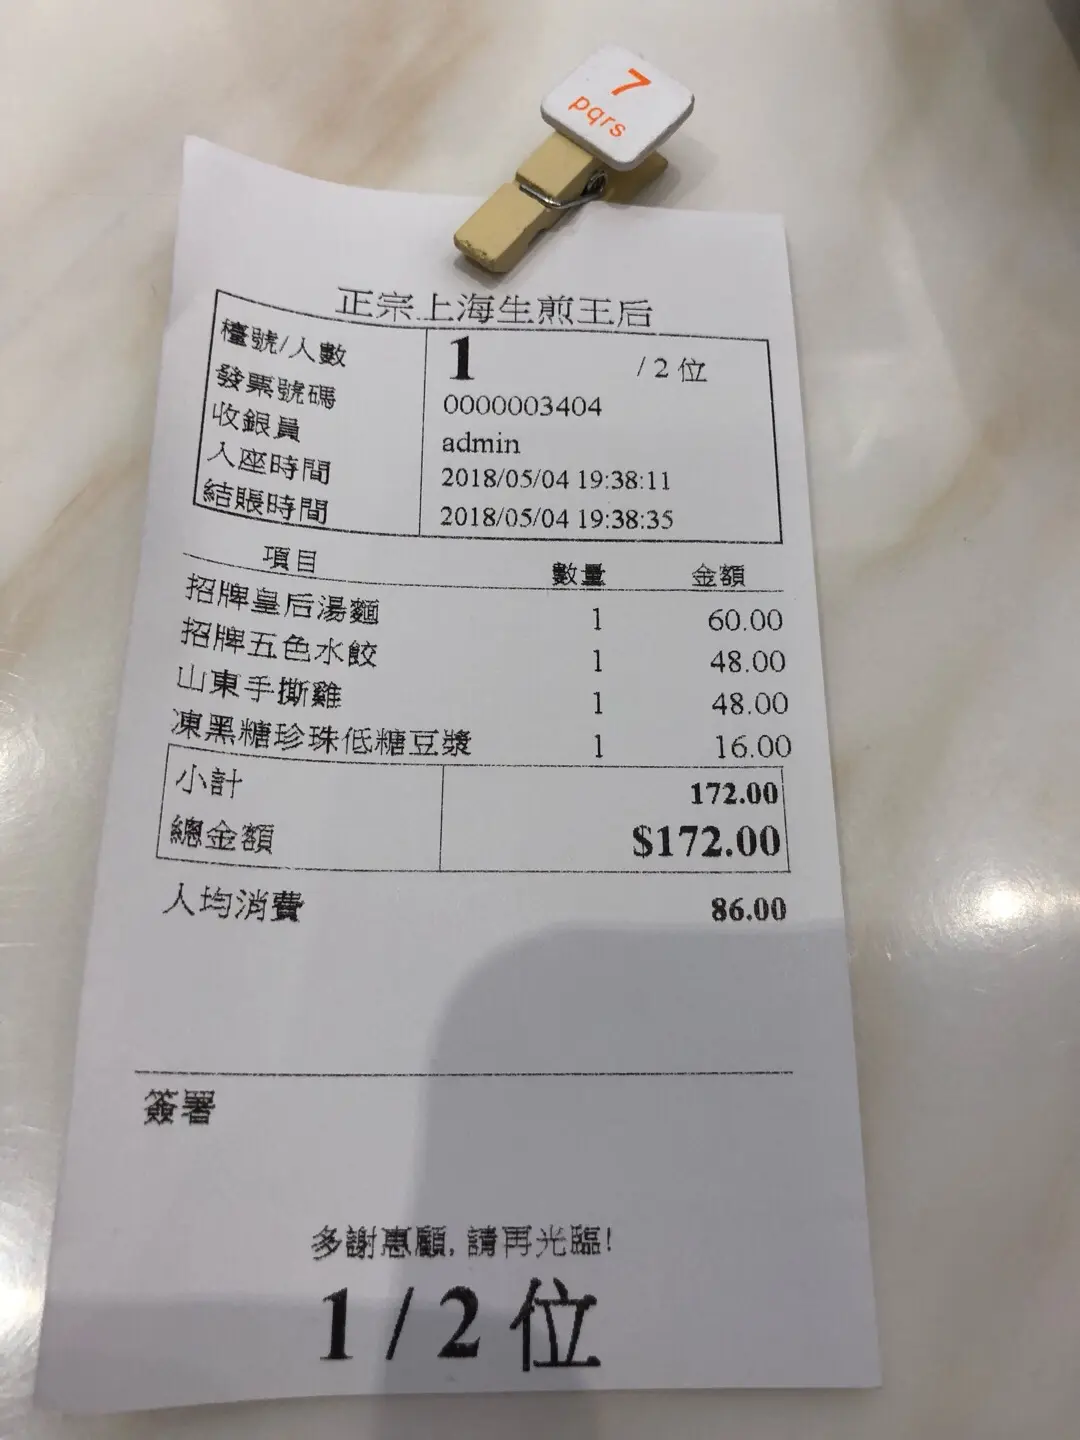 7
pqrs
正宗上海生煎王后
檯號/人數 1 / 2 位
發票號碼 0000003404
收銀員 admin
入座時間 2018/05/04 19:38:11
結賬時間 2018/05/04 19:38:35
項目 數量 金額
招牌皇后湯麵 1 60.00
招牌五色水餃 1 48.00
山東手撕雞 1 48.00
凍黑糖珍珠低糖豆漿 1 16.00
小計 172.00
總金額 $172.00
人均消費 86.00
簽署
多謝惠顧, 請再光臨!
1 / 2 位